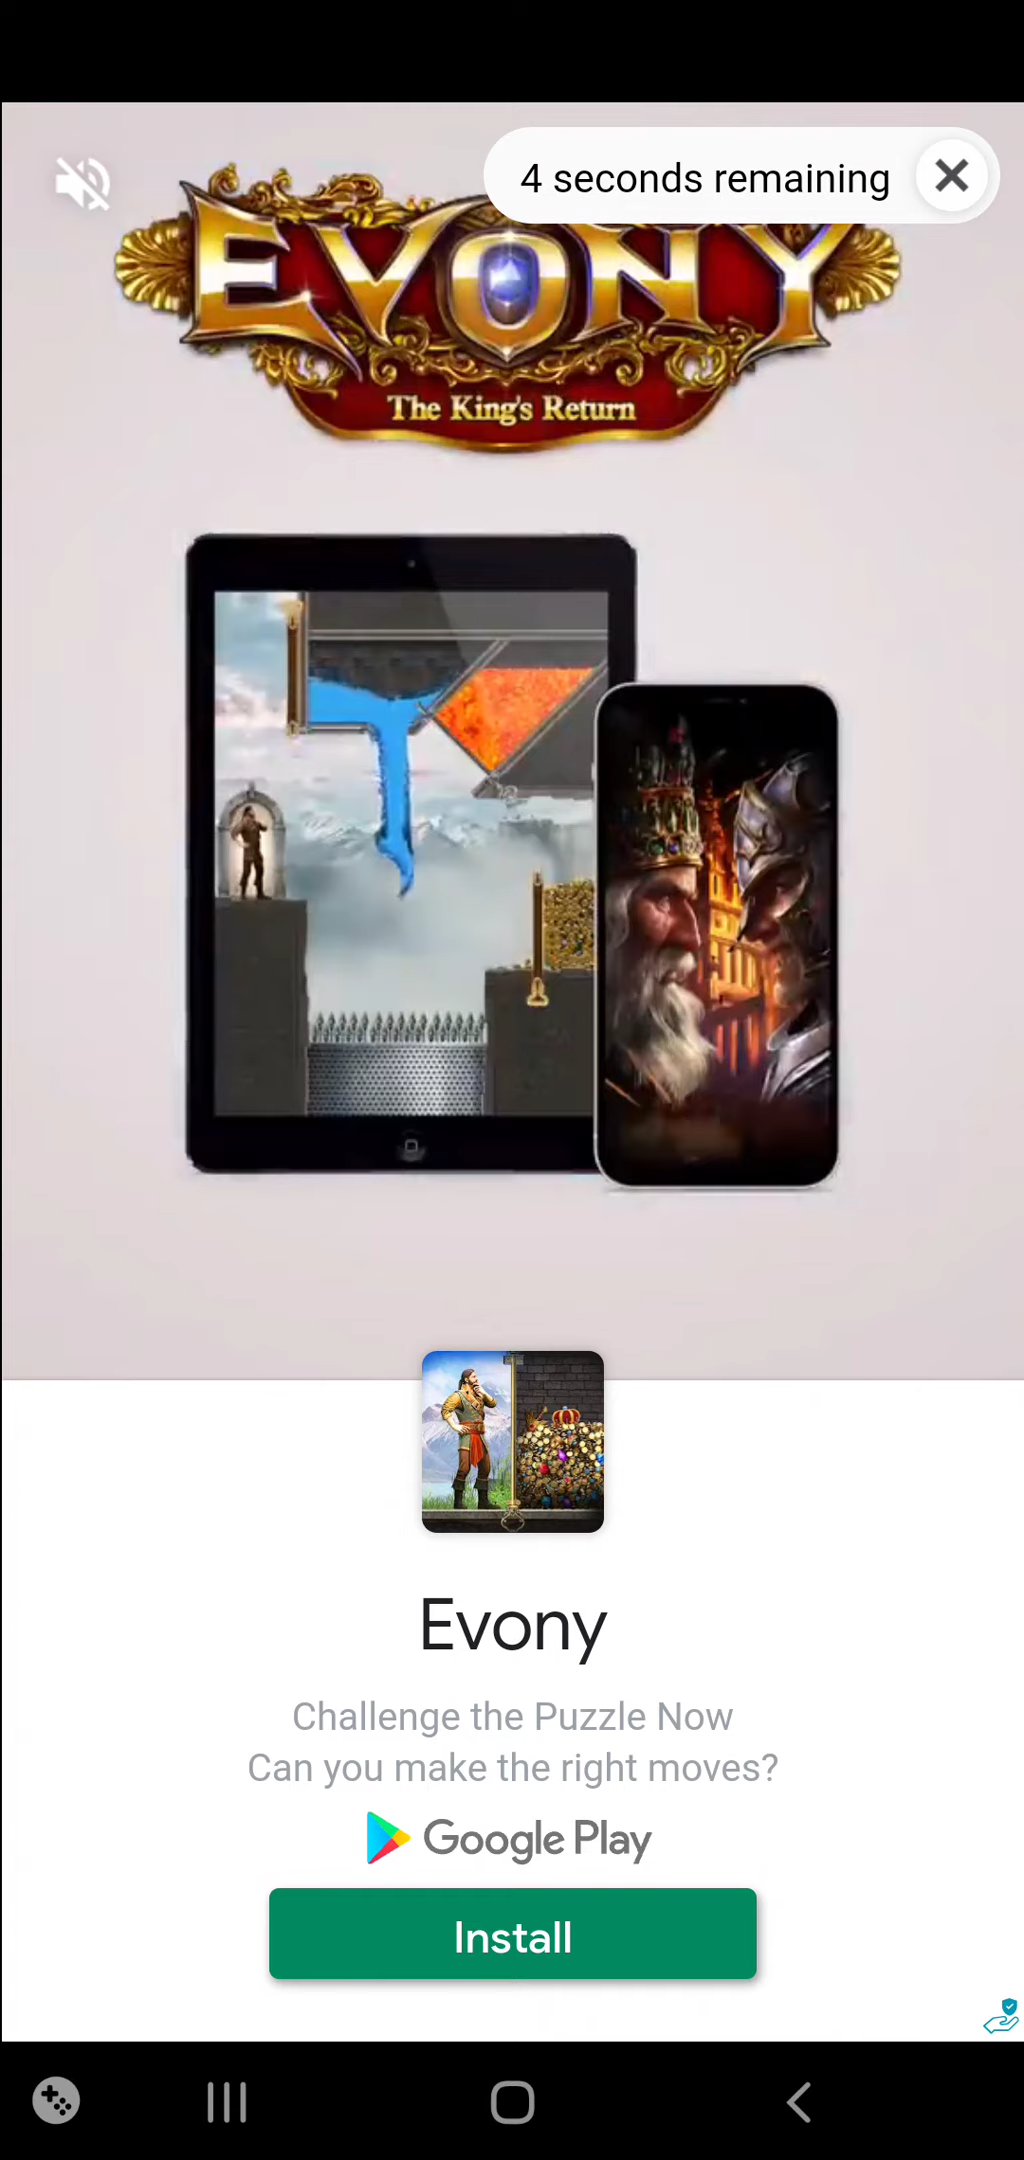 4 seconds remaining
EVONY
The King's Return
Evony
Challenge the Puzzle Now
Can you make the right moves?
Google Play
Install